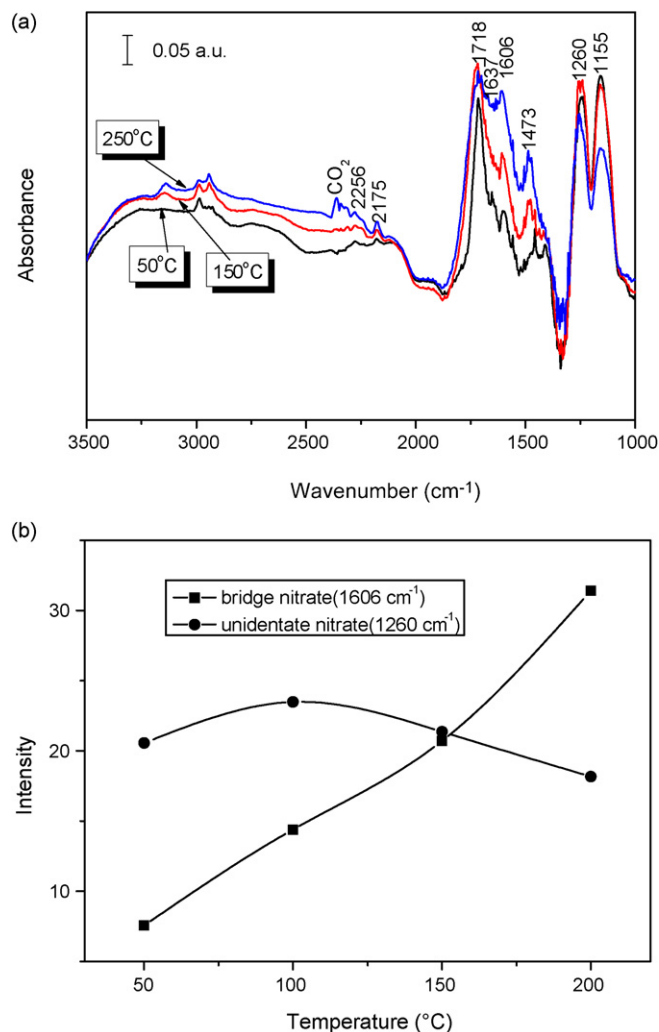 (a)
0.05 a.u.
1718
1637
1606
1473
1260
1155
250°C
50°C
150°C
CO2
2256
2175
Absorbance
3500 3000 2500 2000 1500 1000
Wavenumber (cm-1)
(b)
bridge nitrate(1606 cm-1)
unidentate nitrate(1260 cm-1)
30
20
10
Intensity
50 100 150 200
Temperature (°C)